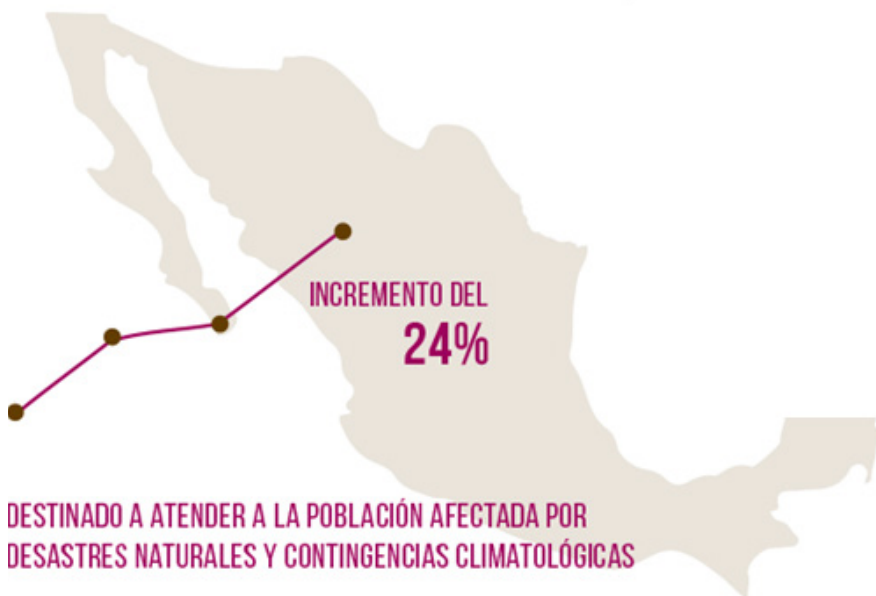 INCREMENTO DEL
24%
DESTINADO A ATENDER A LA POBLACIÓN AFECTADA POR
DESASTRES NATURALES Y CONTINGENCIAS CLIMATOLÓGICAS